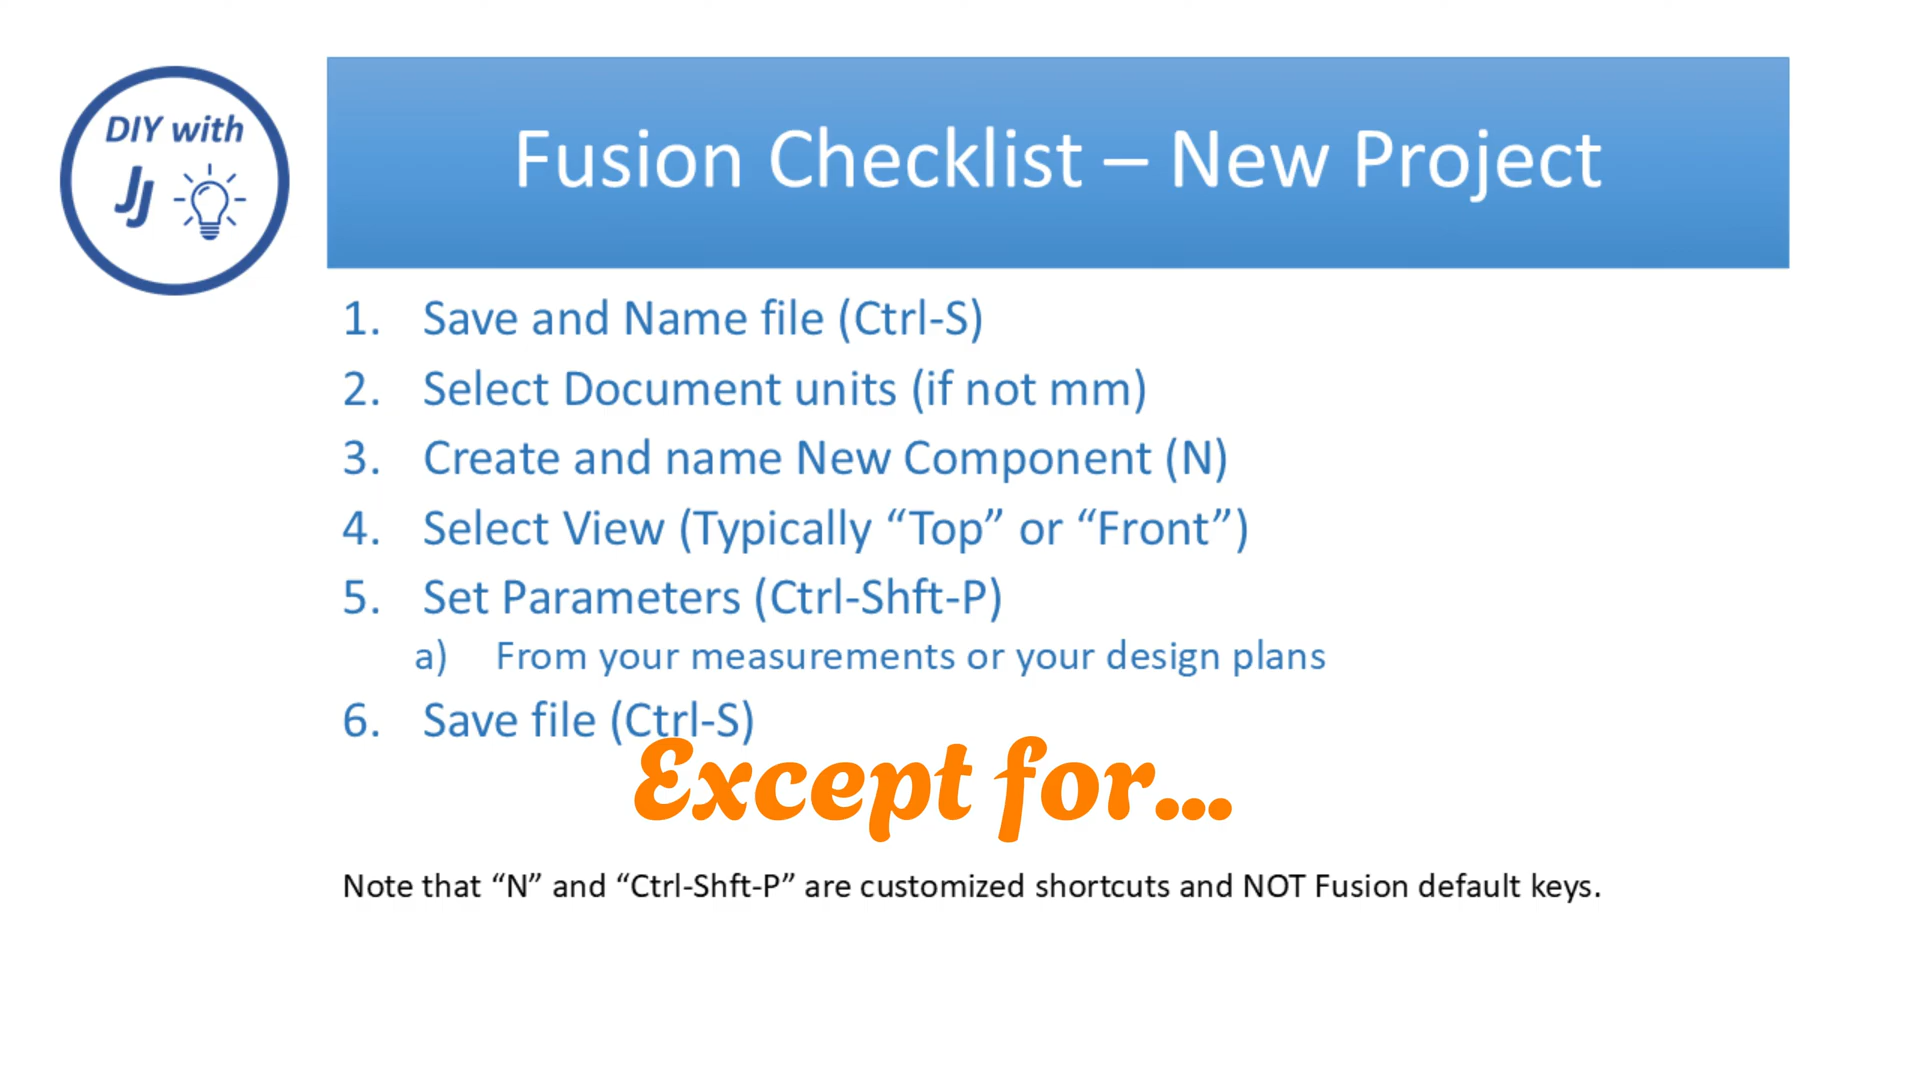 DIY with
JJ
Fusion Checklist – New Project
1. Save and Name file (Ctrl-S)
2. Select Document units (if not mm)
3. Create and name New Component (N)
4. Select View (Typically “Top” or “Front”)
5. Set Parameters (Ctrl-Shft-P)
a) From your measurements or your design plans
6. Save file (Ctrl-S)
Except for...
Note that “N” and “Ctrl-Shft-P” are customized shortcuts and NOT Fusion default keys.